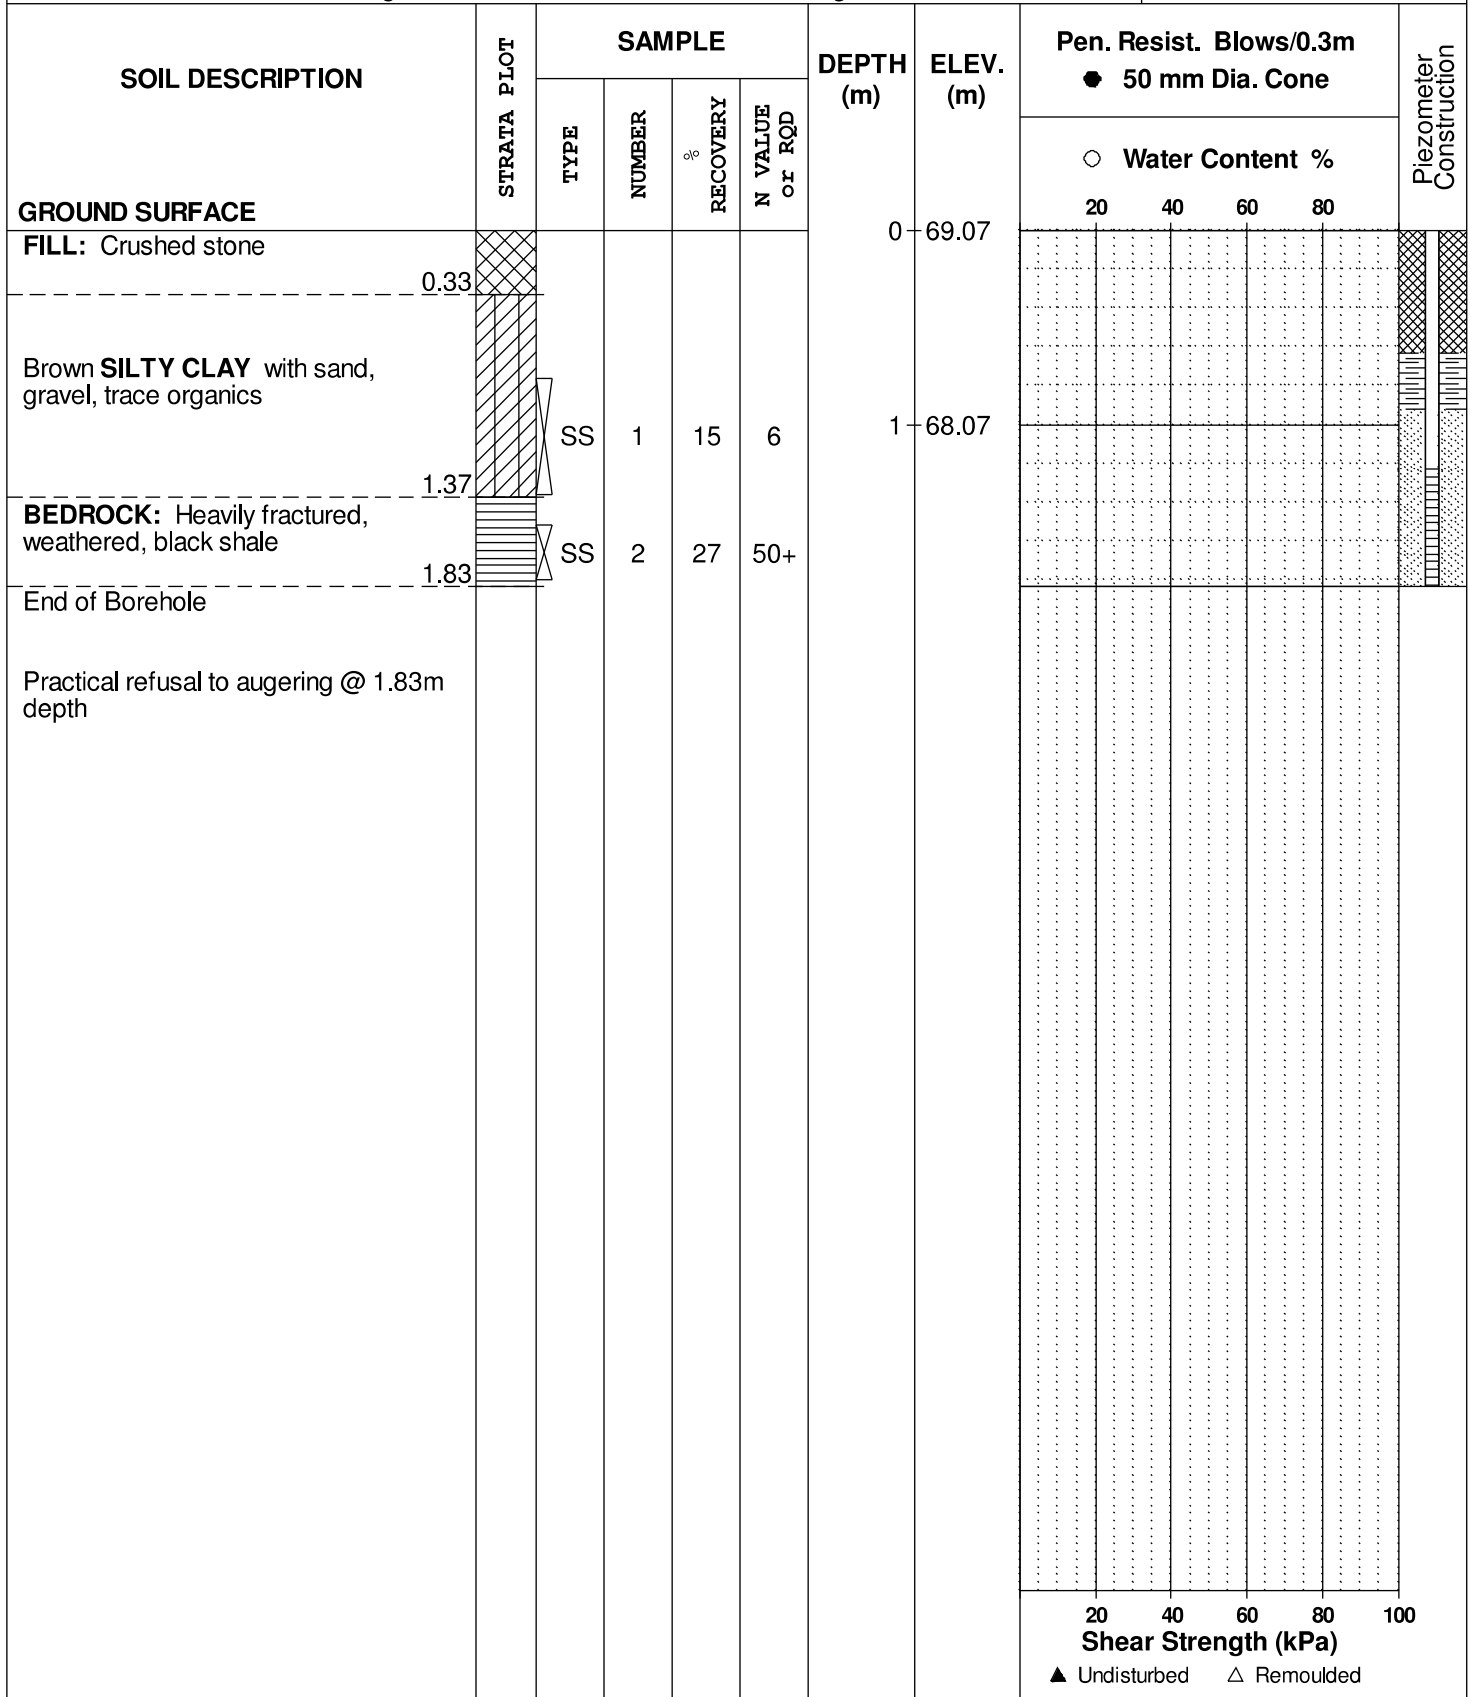 SOIL DESCRIPTION
GROUND SURFACE
STRATA PLOT
SAMPLE
TYPE
NUMBER
%
RECOVERY
N VALUE
or RQD
DEPTH
(m)
ELEV.
(m)
Pen. Resist. Blows/0.3m
● 50 mm Dia. Cone
○ Water Content %
20 40 60 80
Piezometer
Construction
0 69.07
FILL: Crushed stone
0.33
Brown SILTY CLAY with sand,
gravel, trace organics
1 68.07
SS 1 15 6
1.37
BEDROCK: Heavily fractured,
weathered, black shale
SS 2 27 50+
1.83
End of Borehole
Practical refusal to augering @ 1.83m
depth
20 40 60 80 100
Shear Strength (kPa)
▲ Undisturbed △ Remoulded